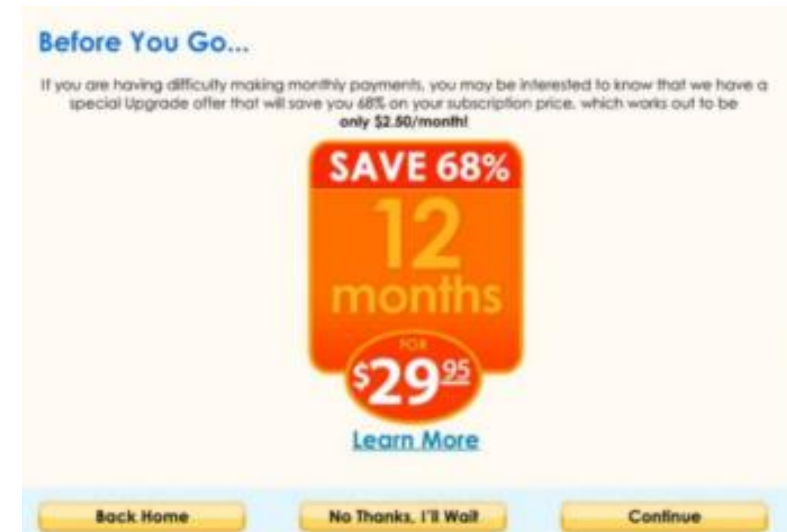 Before You Go...
If you are having difficulty making monthly payments, you may be interested to know that we have a
special Upgrade offer that will save you 68% on your subscription price, which works out to be
only $2.50/month!
SAVE 68%
12
months
FOR
$29.95
Learn More
Back Home
No Thanks, I'll Wait
Continue